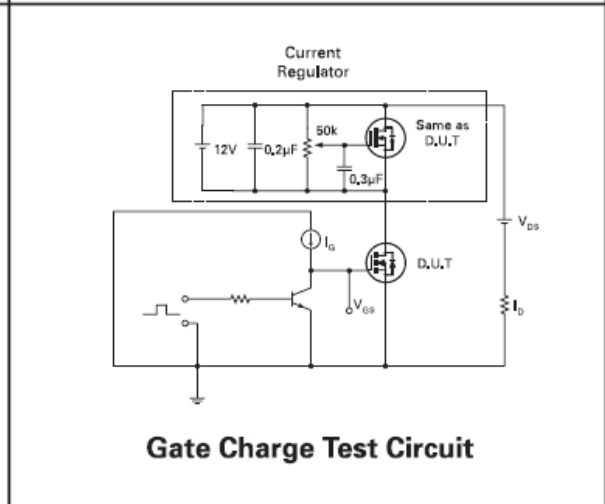 Current
Regulator
12V
0.2µF
50k
0.3µF
Same as
D.U.T
I_G
V_GS
D.U.T
V_DS
I_D
Gate Charge Test Circuit